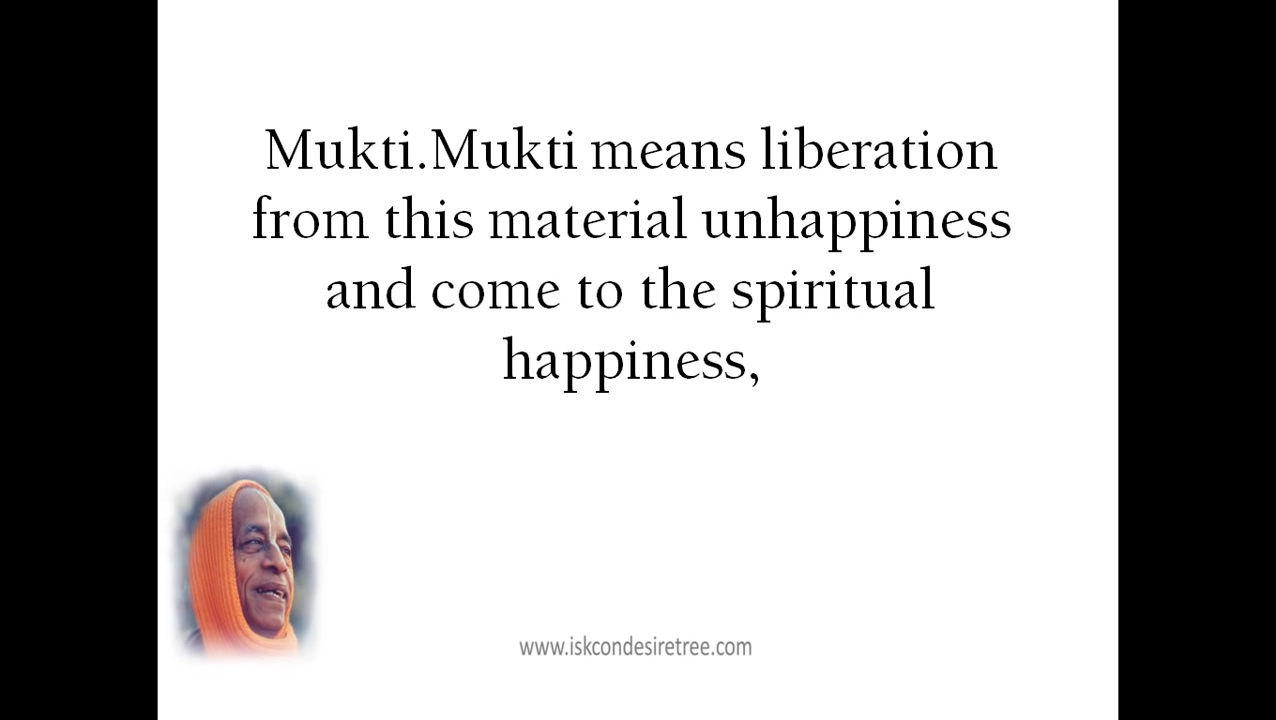 Mukti.Mukti means liberation
from this material unhappiness
and come to the spiritual
happiness,
www.iskcondesiretree.com